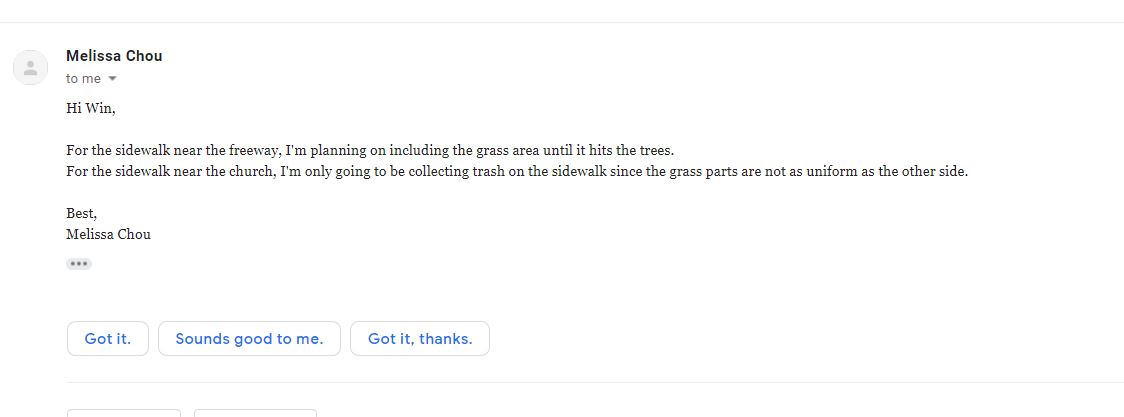 Melissa Chou
to me
Hi Win,
For the sidewalk near the freeway, I'm planning on including the grass area until it hits the trees.
For the sidewalk near the church, I'm only going to be collecting trash on the sidewalk since the grass parts are not as uniform as the other side.
Best,
Melissa Chou
Got it.
Sounds good to me.
Got it, thanks.